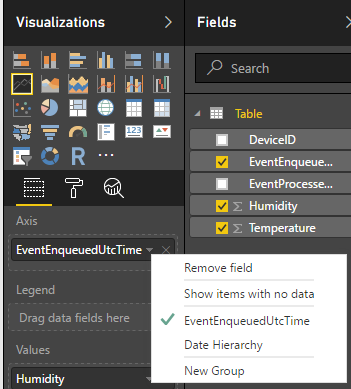 Visualizations
Fields
Search
Table
DeviceID
EventEnqueue...
EventProcesse...
Humidity
Temperature
R
123
Axis
EventEnqueuedUtcTime
Legend
Drag data fields here
Values
Humidity
Remove field
Show items with no data
EventEnqueuedUtcTime
Date Hierarchy
New Group